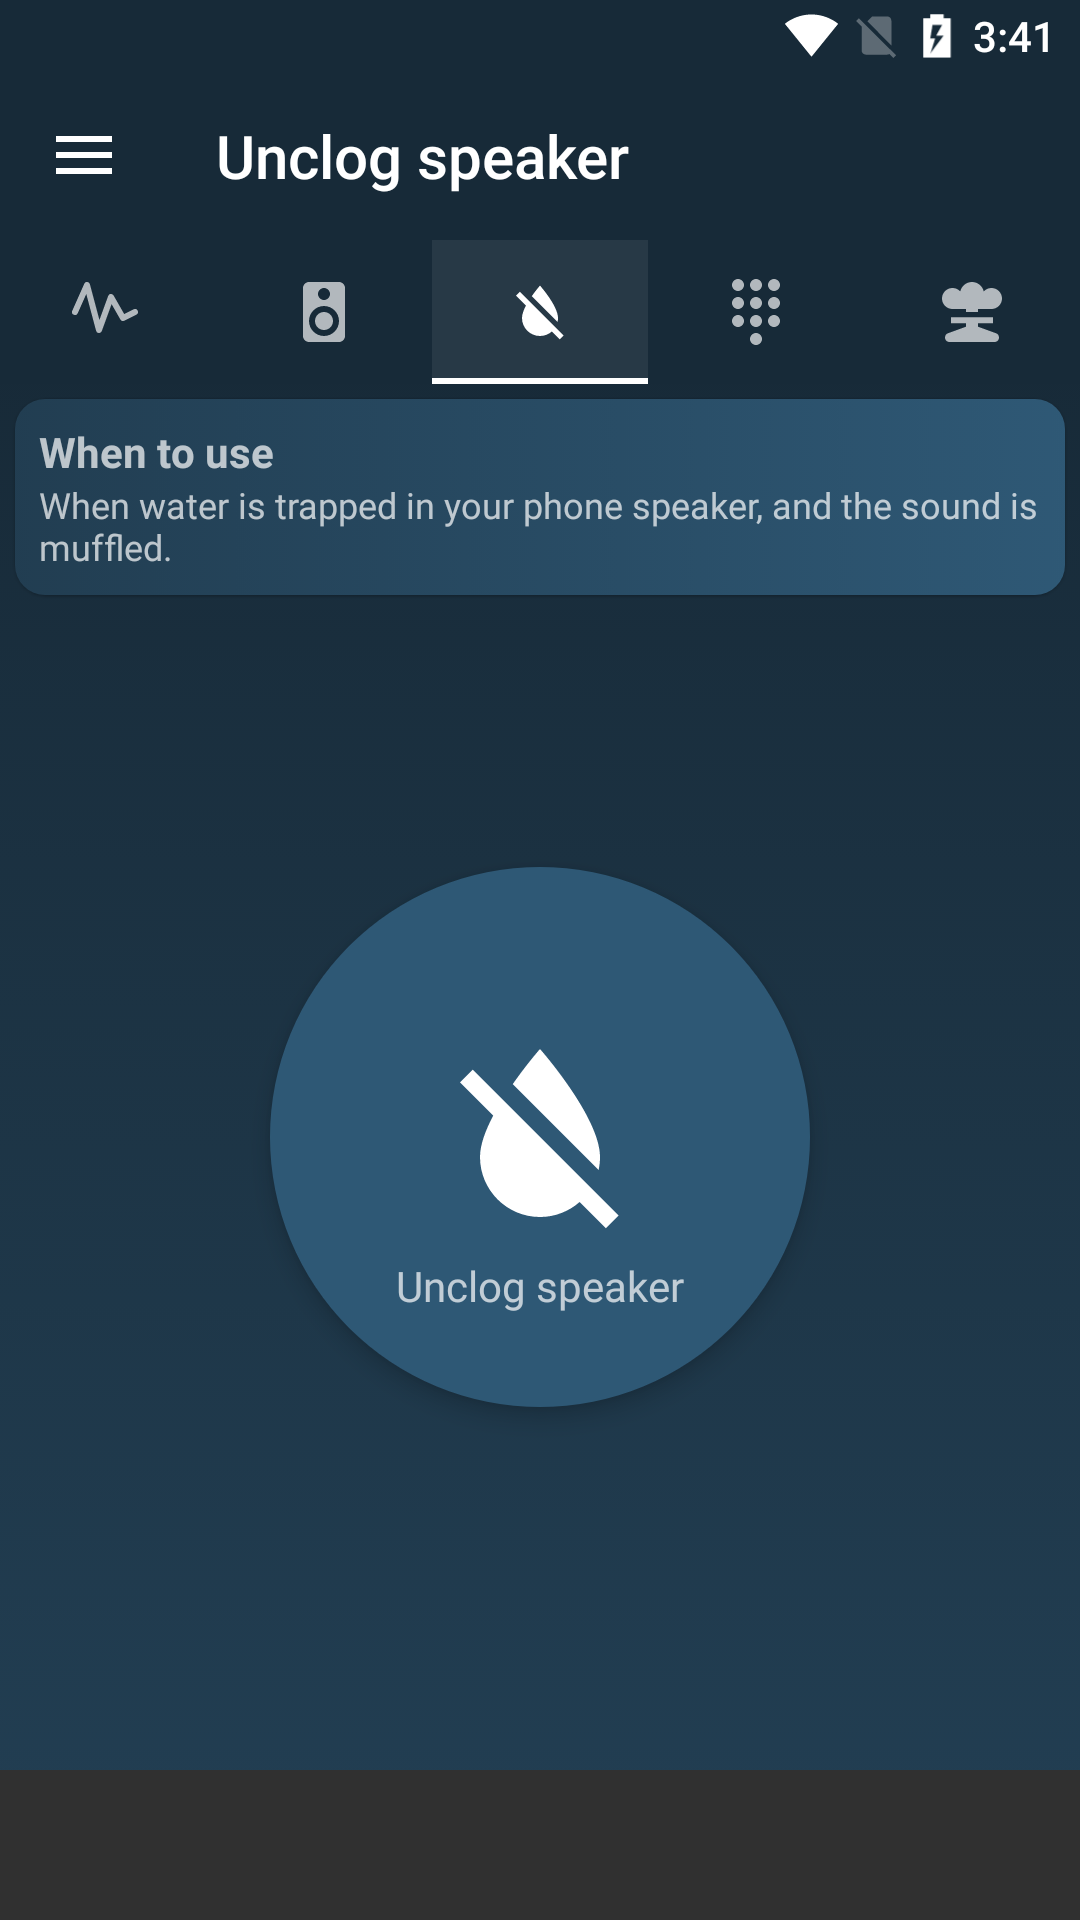 3:41
Unclog speaker
When to use
When water is trapped in your phone speaker, and the sound is
muffled.
Unclog speaker